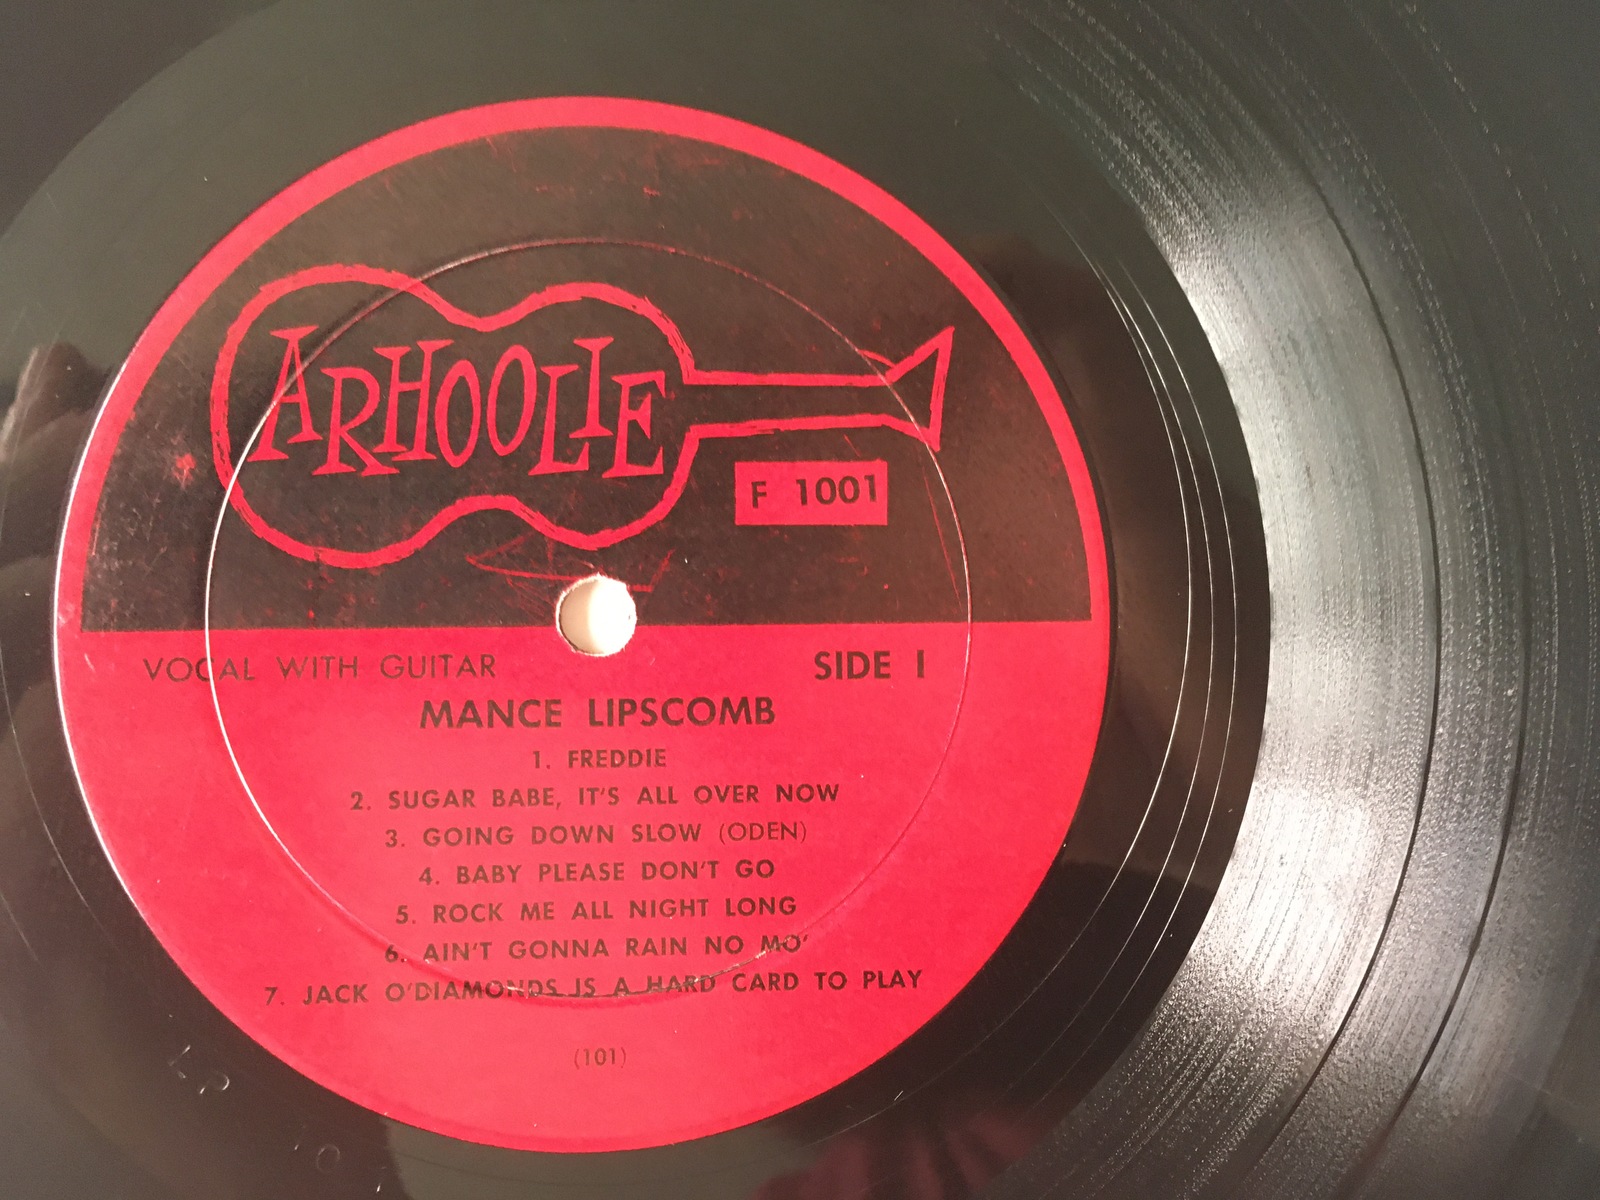 ARHOOLIE
F 1001
VOCAL WITH GUITAR
SIDE I
MANCE LIPSCOMB
1. FREDDIE
2. SUGAR BABE, IT'S ALL OVER NOW
3. GOING DOWN SLOW (ODEN)
4. BABY PLEASE DON'T GO
5. ROCK ME ALL NIGHT LONG
6. AIN'T GONNA RAIN NO MO'
7. JACK O'DIAMONDS IS A HARD CARD TO PLAY
(101)
LP